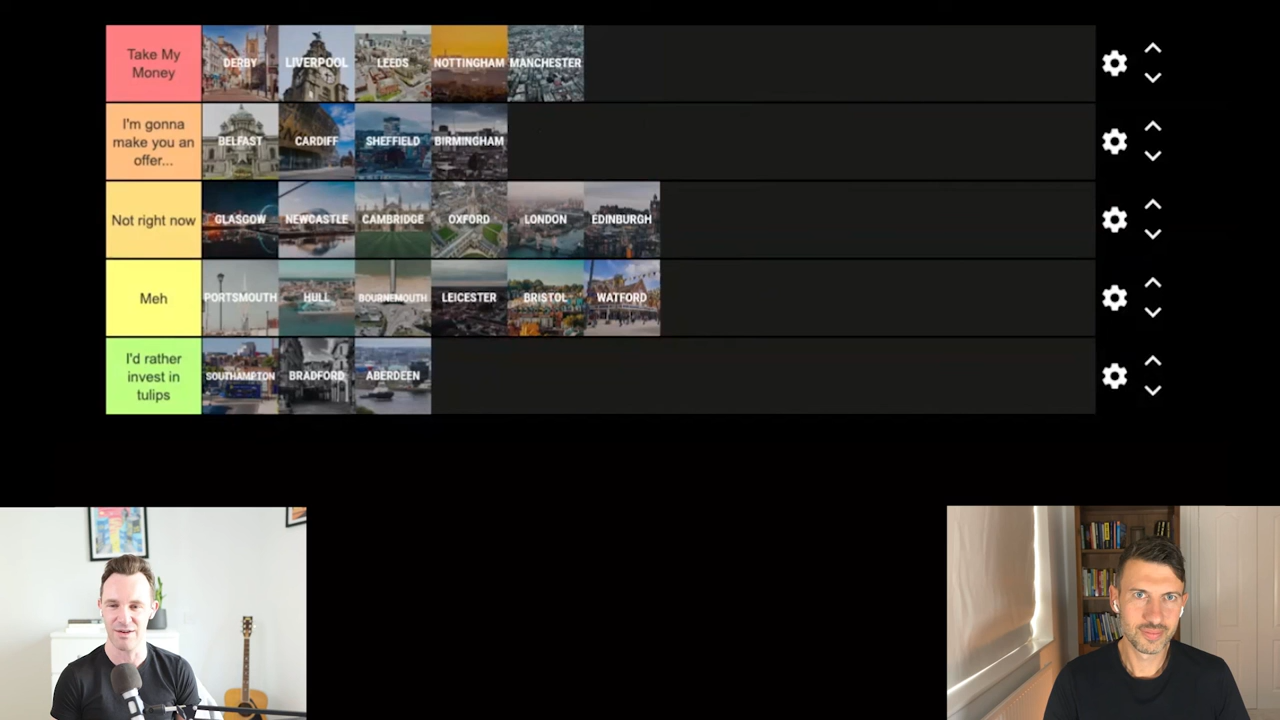 Take My
Money
DERBY
LIVERPOOL
LEEDS
NOTTINGHAM
MANCHESTER
I'm gonna
make you an
offer...
BELFAST
CARDIFF
SHEFFIELD
BIRMINGHAM
Not right now
GLASGOW
NEWCASTLE
CAMBRIDGE
OXFORD
LONDON
EDINBURGH
Meh
PORTSMOUTH
HULL
BOURNEMOUTH
LEICESTER
BRISTOL
WATFORD
I'd rather
invest in
tulips
SOUTHAMPTON
BRADFORD
ABERDEEN